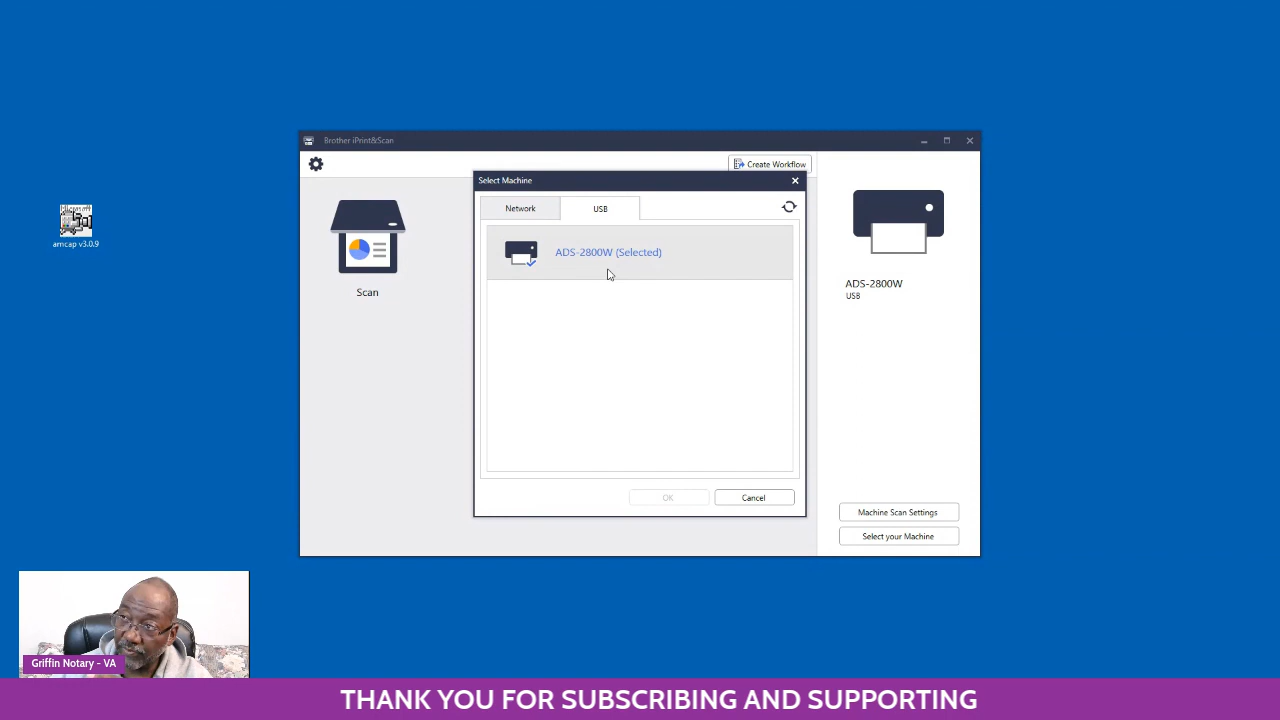 Brother iPrint&Scan
Create Workflow
Select Machine
Network
USB
ADS-2800W (Selected)
OK
Cancel
Scan
ADS-2800W
USB
Machine Scan Settings
Select your Machine
Microsoft
amcap v3.0.9
Griffin Notary - VA
THANK YOU FOR SUBSCRIBING AND SUPPORTING